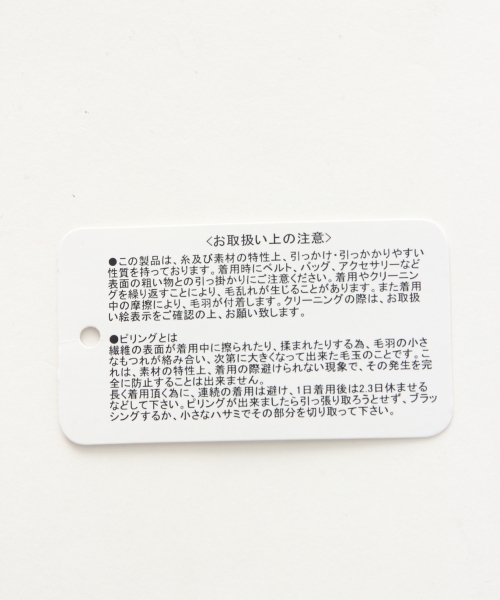 <お取扱い上の注意>
●この製品は、糸及び素材の特性上、引っかけ・引っかかりやすい
性質を持っております。着用時にベルト、バッグ、アクセサリーなど
表面の粗い物との引っ掛かりにご注意ください。着用やクリーニン
グを繰り返すことにより、毛乱れが生じることがあります。また着用
中の摩擦により、毛羽が付着します。クリーニングの際は、お取扱
い絵表示をご確認の上、お願い致します。
●ピリングとは
繊維の表面が着用中に擦られたり、揉まれたりする為、毛羽の小さ
なもつれが絡み合い、次第に大きくなって出来た毛玉のことです。こ
れは、素材の特性上、着用の際避けられない現象で、その発生を完
全に防止することは出来ません。
長く着用頂く為に、連続の着用は避け、1日着用後は2.3日休ませる
などして下さい。ピリングが出来ましたら引っ張り取ろうとせず、ブラッ
シングするか、小さなハサミでその部分を切り取って下さい。